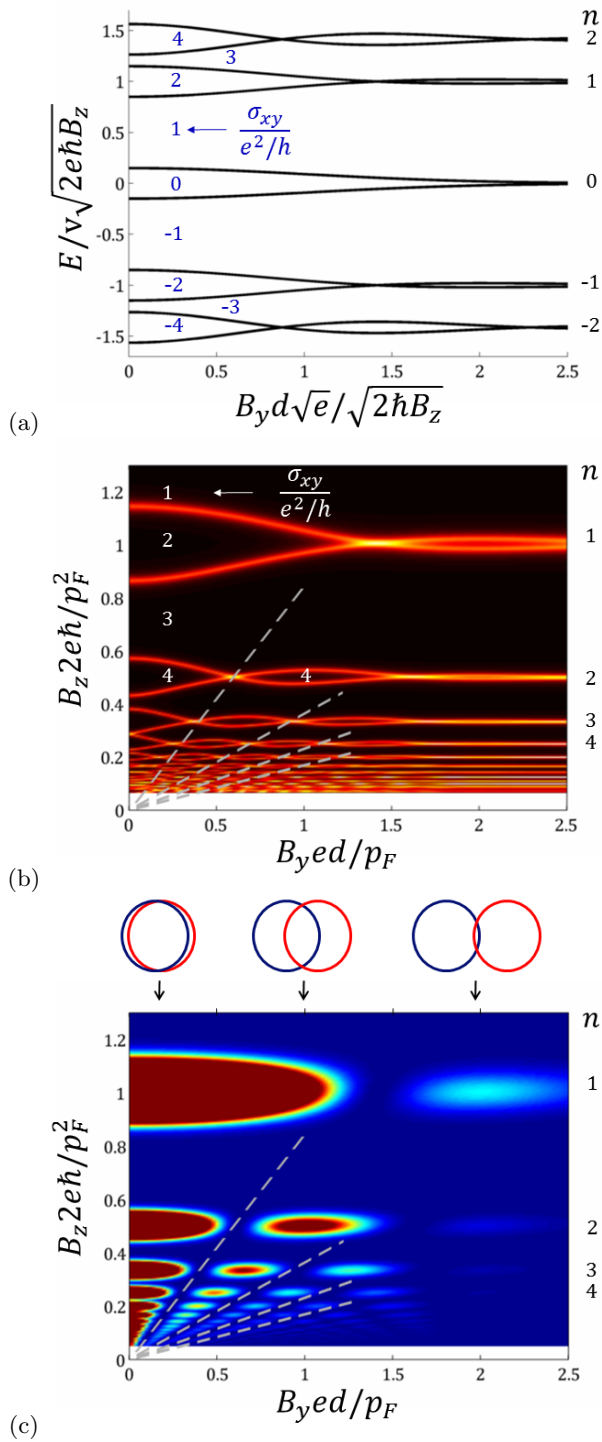 n
1.5
1
0.5
0
-0.5
-1
-1.5
4
3
2
1 ← σ_xy / e²/h
0
-1
-2
-3
-4
2
1
0
-1
-2
E/v√2eħB_z
0 0.5 1 1.5 2 2.5
B_y d√e/√2ħB_z
(a)
n
1.2
1
0.8
0.6
0.4
0.2
0
1 ← σ_xy / e²/h
2
3
4 4
1
2
3
4
B_z 2eħ/p_F²
0 0.5 1 1.5 2 2.5
B_y ed/p_F
(b)
n
1.2
1
0.8
0.6
0.4
0.2
0
1
2
3
4
B_z 2eħ/p_F²
0 0.5 1 1.5 2 2.5
B_y ed/p_F
(c)